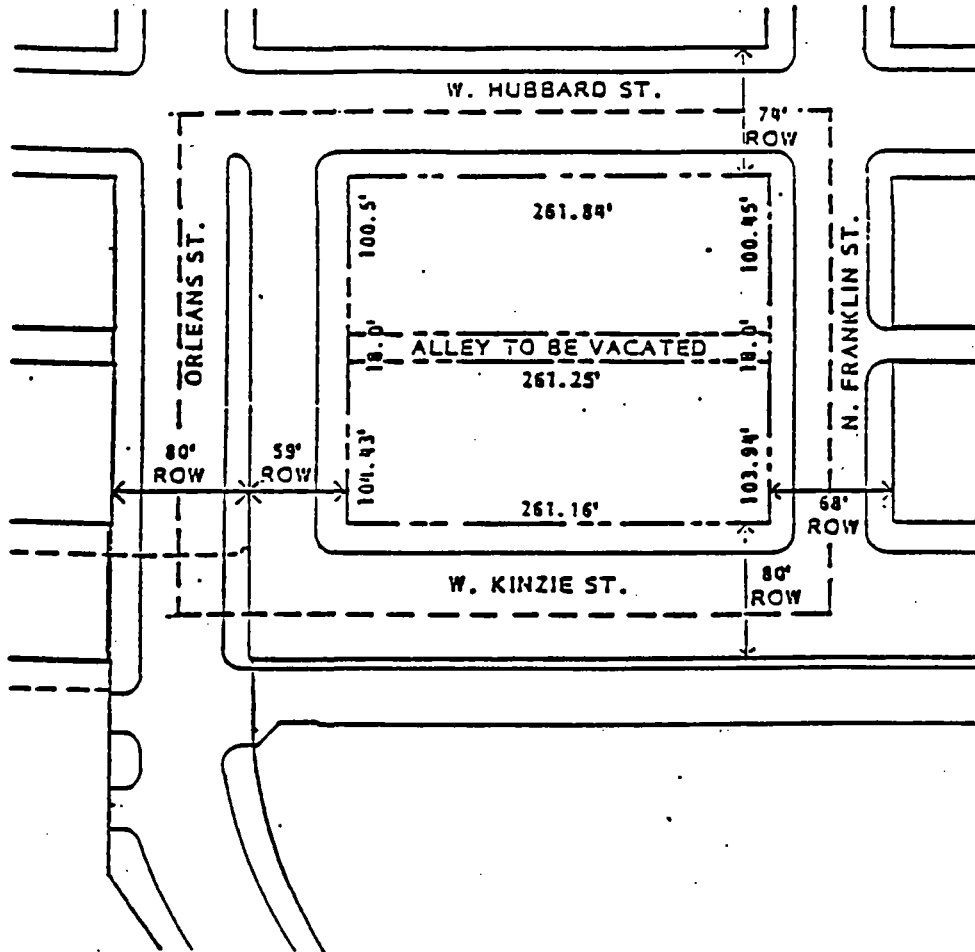 W. HUBBARD ST.
74'
ROW
100.5'
261.84'
100.45'
ORLEANS ST.
N. FRANKLIN ST.
18.0'
ALLEY TO BE VACATED
18.0'
261.25'
80'
ROW
59'
ROW
104.43'
103.94'
261.16'
68'
ROW
W. KINZIE ST.
80'
ROW